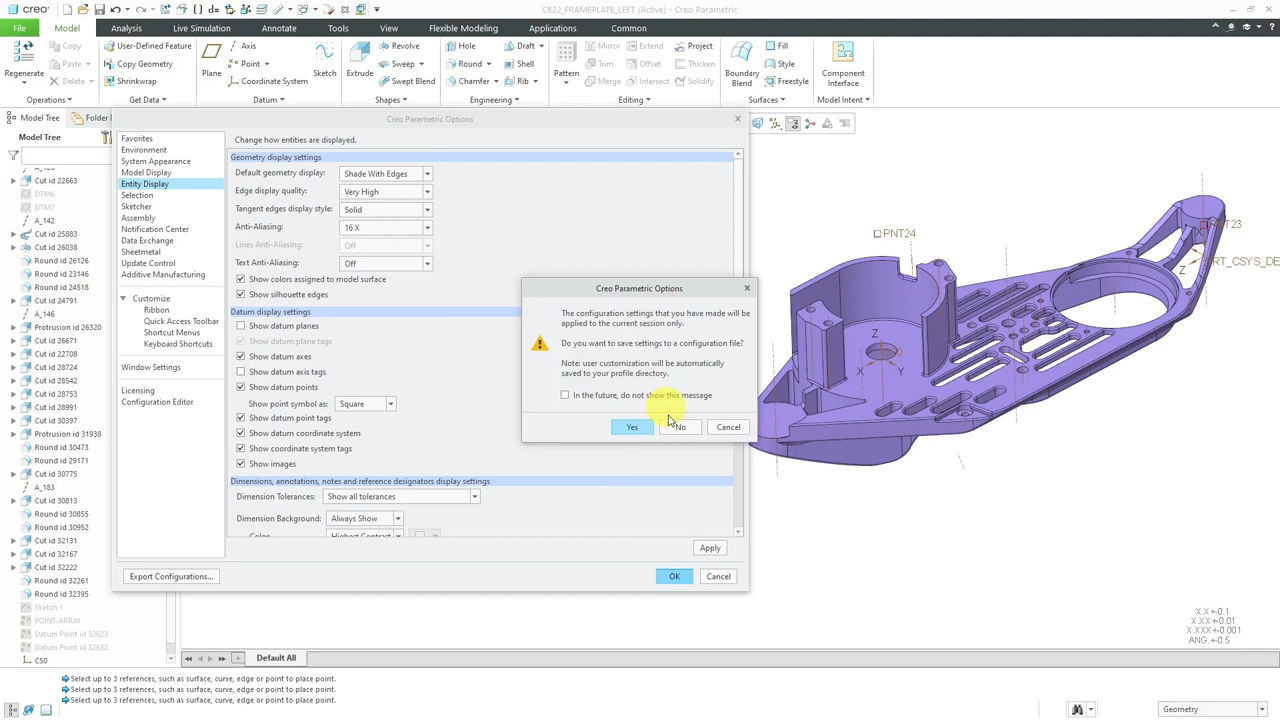 creo
CB22_FRAMEPLATE_LEFT (Active) - Creo Parametric
File
Model
Analysis
Live Simulation
Annotate
Tools
View
Flexible Modeling
Applications
Common
Regenerate
Copy
Paste
Delete
Operations
User-Defined Feature
Copy Geometry
Shrinkwrap
Get Data
Plane
Axis
Point
Coordinate System
Sketch
Datum
Extrude
Revolve
Sweep
Swept Blend
Shapes
Hole
Round
Chamfer
Draft
Shell
Rib
Engineering
Pattern
Mirror
Trim
Merge
Extend
Offset
Intersect
Project
Thicken
Solidify
Editing
Boundary
Blend
Fill
Style
Freestyle
Surfaces
Component
Interface
Model Intent
Model Tree
Folder
Model Tree
Cut id 22663
DTM6
DTM7
A_142
Cut id 25883
Cut id 26038
Round id 26126
Round id 23146
Round id 24518
Cut id 24791
A_146
Protrusion id 26320
Cut id 26671
Cut id 22708
Cut id 28724
Cut id 28542
Cut id 28253
Cut id 28991
Cut id 30397
Protrusion id 31938
Round id 30473
Round id 29171
Cut id 30775
A_183
Cut id 30813
Round id 30855
Round id 30952
Cut id 32131
Cut id 32167
Cut id 32222
Round id 32261
Round id 32395
Sketch 1
POINT-ARRAY
Datum Point id 32623
Datum Point id 32632
CS0
Creo Parametric Options
Favorites
Environment
System Appearance
Model Display
Entity Display
Selection
Sketcher
Assembly
Notification Center
Data Exchange
Sheetmetal
Update Control
Additive Manufacturing
Customize
Ribbon
Quick Access Toolbar
Shortcut Menus
Keyboard Shortcuts
Window Settings
Licensing
Configuration Editor
Change how entities are displayed.
Geometry display settings
Default geometry display: Shade With Edges
Edge display quality: Very High
Tangent edges display style: Solid
Anti-Aliasing: 16 X
Lines Anti-Aliasing: Off
Text Anti-Aliasing: Off
Show colors assigned to model surface
Show silhouette edges
Datum display settings
Show datum planes
Show datum plane tags
Show datum axes
Show datum axis tags
Show datum points
Show point symbol as: Square
Show datum point tags
Show datum coordinate system
Show coordinate system tags
Show images
Dimensions, annotations, notes and reference designators display settings
Dimension Tolerances: Show all tolerances
Dimension Background: Always Show
Color: Highest Contrast
Apply
Export Configurations...
OK
Cancel
Creo Parametric Options
The configuration settings that you have made will be
applied to the current session only.
Do you want to save settings to a configuration file?
Note: user customization will be automatically
saved to your profile directory.
In the future, do not show this message
Yes
No
Cancel
PNT24
Z
X
Y
X
Z
X.X +-0.1
X.XX +-0.01
X.XXX +-0.001
ANG. +-0.5
Default All
Select up to 3 references, such as surface, curve, edge or point to place point.
Select up to 3 references, such as surface, curve, edge or point to place point.
Select up to 3 references, such as surface, curve, edge or point to place point.
Geometry